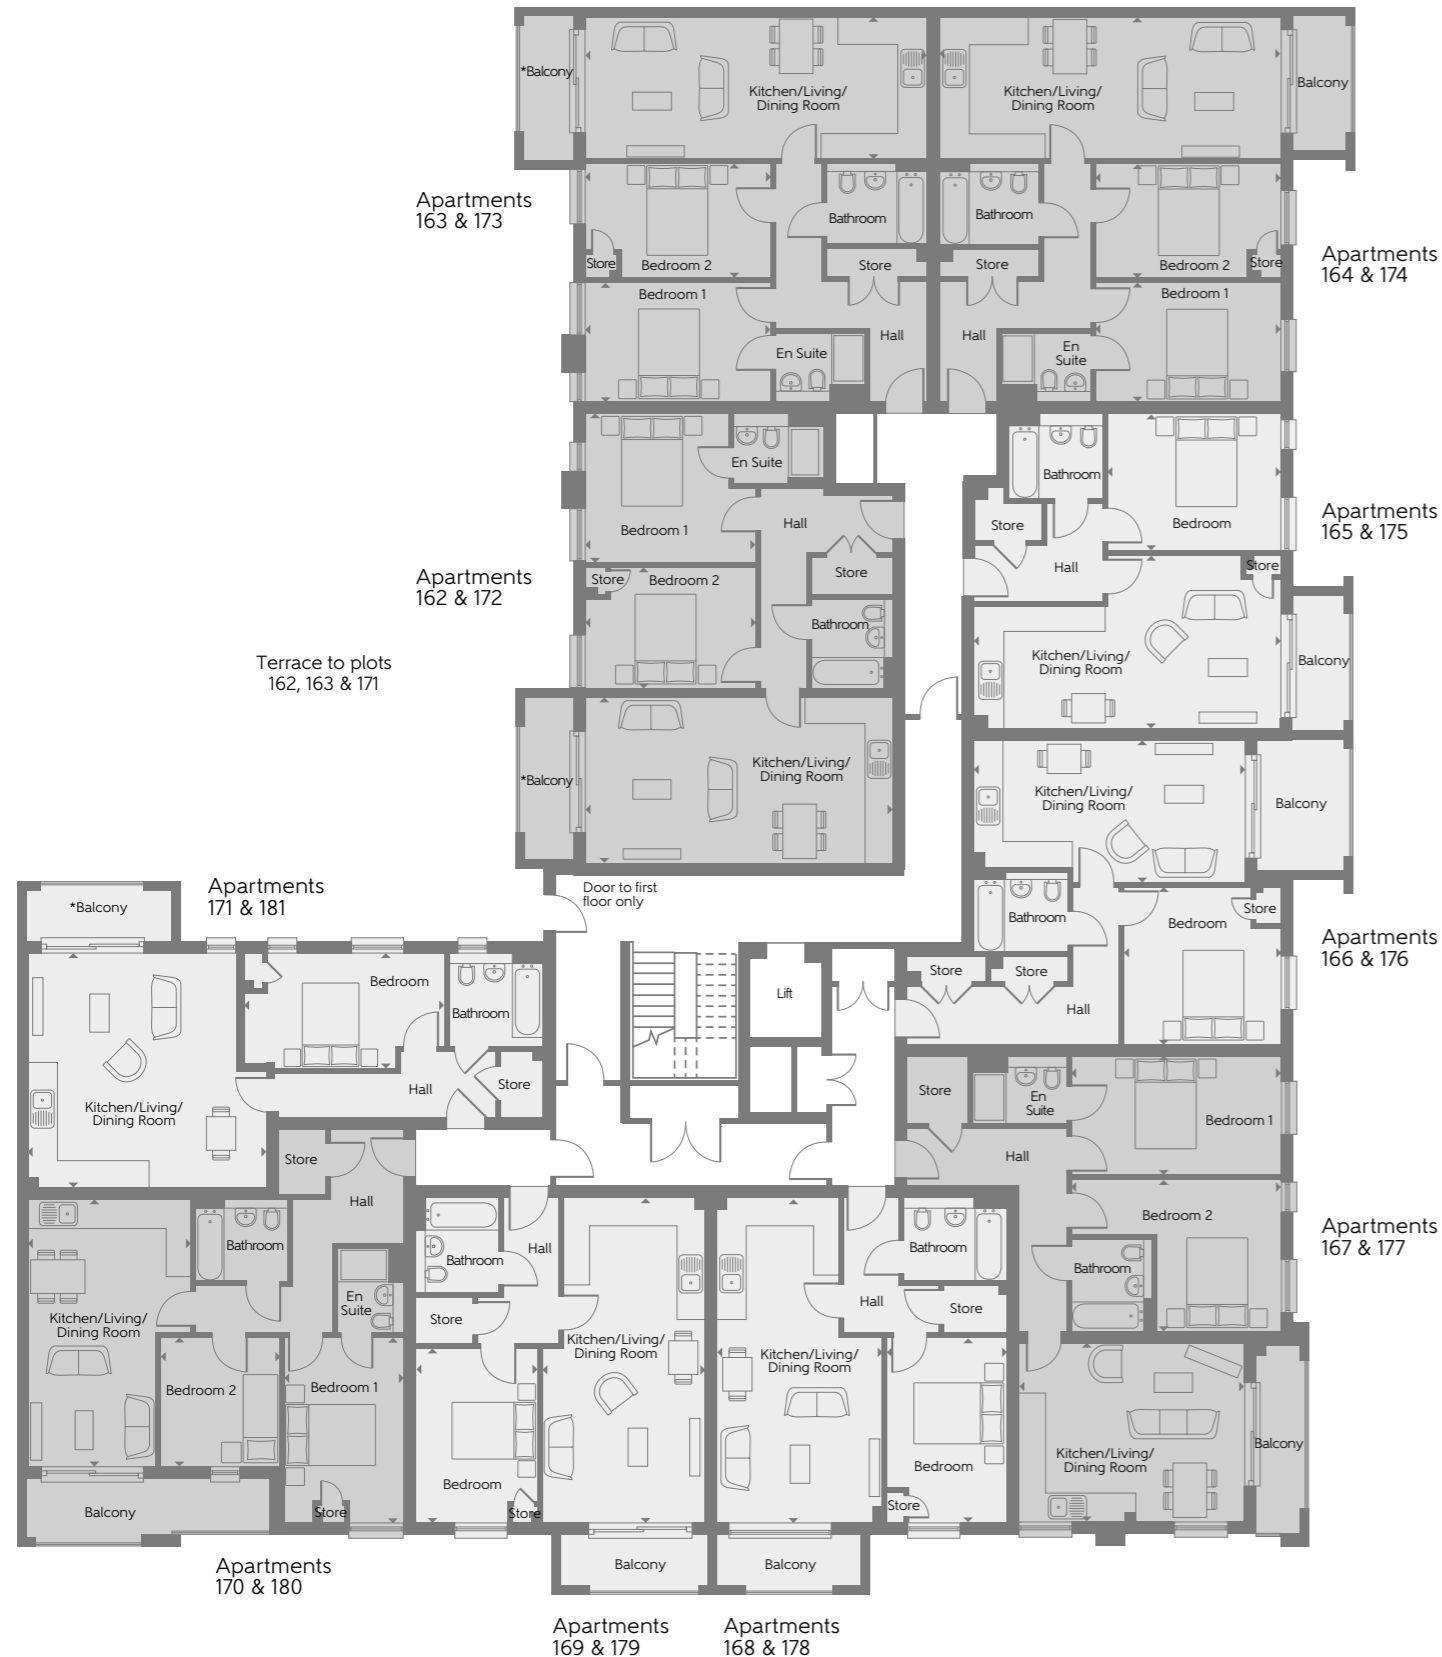 *Balcony
Kitchen/Living/
Dining Room
Kitchen/Living/
Dining Room
Balcony
Apartments
163 & 173
Bathroom
Bathroom
Store
Bedroom 2
Store
Store
Bedroom 2
Store
Apartments
164 & 174
Bedroom 1
Bedroom 1
Hall
Hall
En Suite
En
Suite
En Suite
Bathroom
Bedroom 1
Hall
Store
Bedroom
Apartments
165 & 175
Hall
Store
Apartments
162 & 172
Store
Bedroom 2
Store
Bathroom
Terrace to plots
162, 163 & 171
Kitchen/Living/
Dining Room
Balcony
*Balcony
Kitchen/Living/
Dining Room
Kitchen/Living/
Dining Room
Balcony
Door to first
floor only
Apartments
171 & 181
*Balcony
Bathroom
Bedroom
Store
Apartments
166 & 176
Bedroom
Bathroom
Lift
Store
Store
Hall
Kitchen/Living/
Dining Room
Hall
Store
Store
En
Suite
Bedroom 1
Store
Hall
Hall
Bathroom
Bedroom 2
Apartments
167 & 177
Bathroom
Hall
Bathroom
Bathroom
En
Suite
Kitchen/Living/
Dining Room
Store
Hall
Store
Kitchen/Living/
Dining Room
Kitchen/Living/
Dining Room
Bedroom 2
Bedroom 1
Kitchen/Living/
Dining Room
Balcony
Bedroom
Bedroom
Balcony
Store
Store
Store
Balcony
Balcony
Apartments
170 & 180
Apartments
169 & 179
Apartments
168 & 178